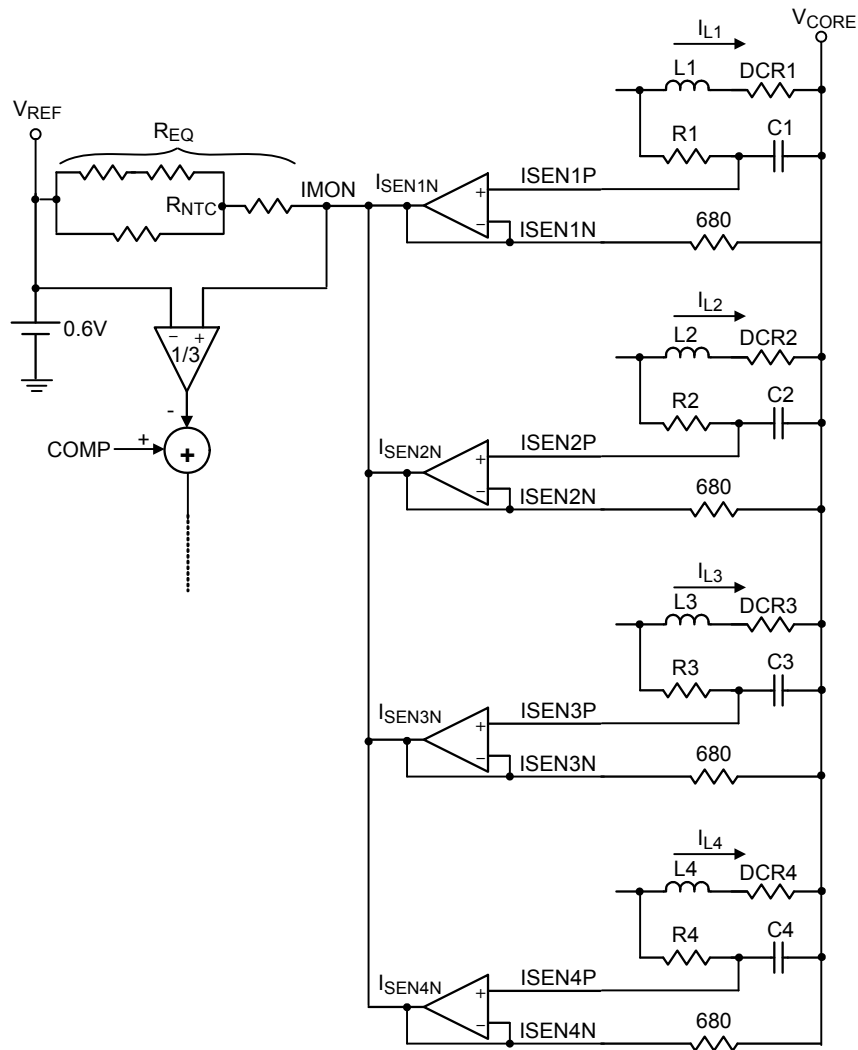 V_CORE
I_L1
L1 DCR1
V_REF
R_EQ
R1 C1
IMON I_SEN1N + ISEN1P
R_NTC
− ISEN1N 680
0.6V
− +
1/3
-
COMP + +
I_L2
L2 DCR2
R2 C2
I_SEN2N + ISEN2P
− ISEN2N 680
I_L3
L3 DCR3
R3 C3
I_SEN3N + ISEN3P
− ISEN3N 680
I_L4
L4 DCR4
R4 C4
I_SEN4N + ISEN4P
− ISEN4N 680